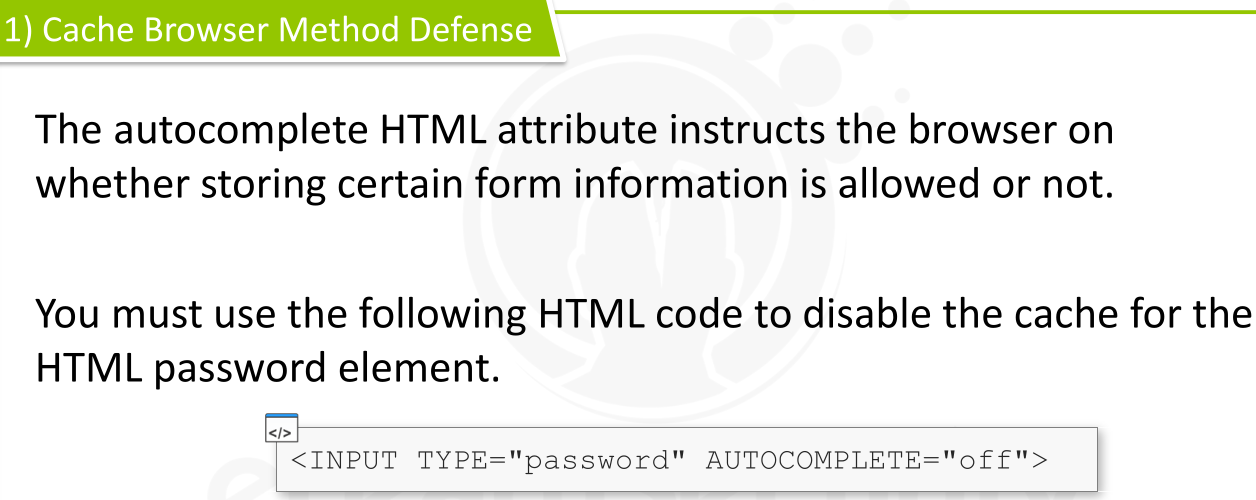 1) Cache Browser Method Defense
The autocomplete HTML attribute instructs the browser on
whether storing certain form information is allowed or not.
You must use the following HTML code to disable the cache for the
HTML password element.
</>
<INPUT TYPE="password" AUTOCOMPLETE="off">